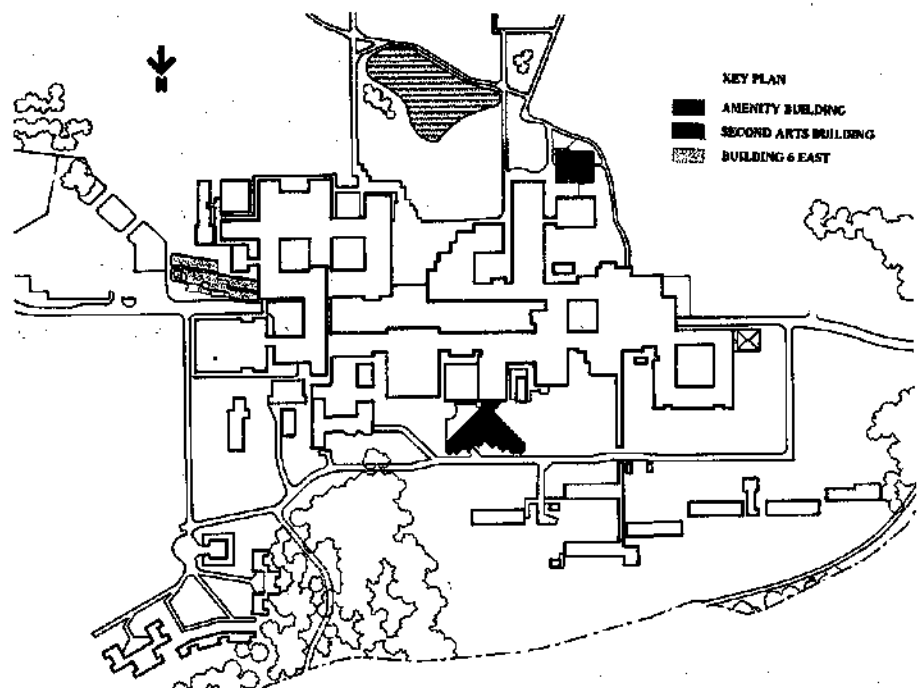 N
KEY PLAN
AMENITY BUILDING
SECOND ARTS BUILDING
BUILDING 6 EAST